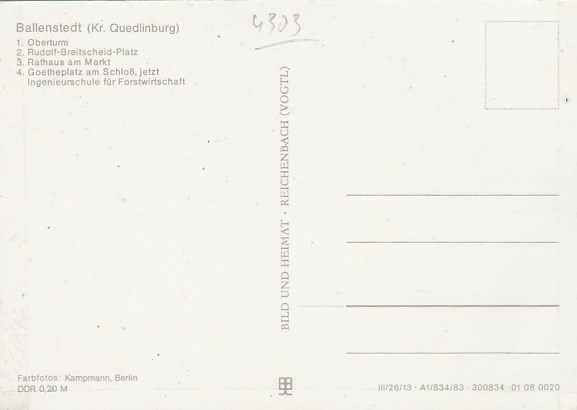 4303
Ballenstedt (Kr. Quedlinburg)
1. Oberturm
2. Rudolf-Breitscheid-Platz
3. Rathaus am Markt
4. Goetheplatz am Schloß, jetzt
Ingenieurschule für Forstwirtschaft
BILD UND HEIMAT · REICHENBACH (VOGTL)
Farbfotos: Kampmann, Berlin
DDR 0,20 M
III/26/13 · A1/834/83 · 300834 01 08 0020